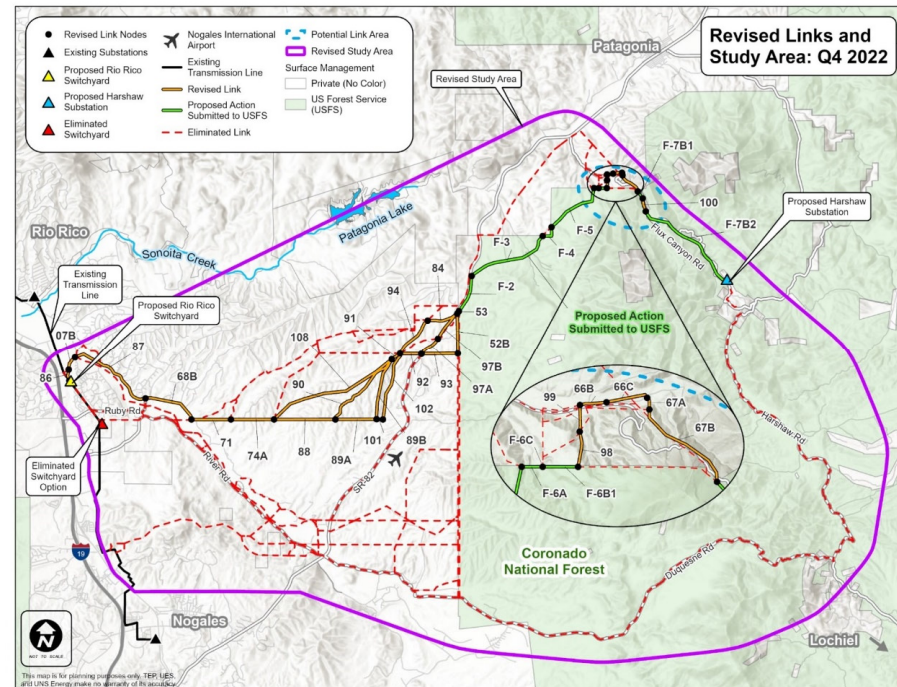 Revised Link Nodes
Existing Substations
Proposed Rio Rico
Switchyard
Proposed Harshaw
Substation
Eliminated
Switchyard
Nogales International
Airport
Existing
Transmission Line
Revised Link
Proposed Action
Submitted to USFS
Eliminated Link
Potential Link Area
Revised Study Area
Surface Management
Private (No Color)
US Forest Service
(USFS)
Revised Links and
Study Area: Q4 2022
Patagonia
Revised Study Area
F-7B1
100
Proposed Harshaw
Substation
F-7B2
Flux Canyon Rd
F-5
F-4
F-3
F-2
Patagonia Lake
Sonoita Creek
Rio Rico
Existing
Transmission
Line
Proposed Rio Rico
Switchyard
07B
87
86
68B
108
90
91
94
84
53
52B
97B
97A
92
93
102
Proposed Action
Submitted to USFS
Ruby Rd
71
74A
88
89A
101
89B
Eliminated
Switchyard
Option
River Rd
SR-82
99
66B
66C
67A
67B
98
F-6C
F-6A
F-6B1
Harshaw Rd
Duquesne Rd
Coronado
National Forest
19
Nogales
Lochiel
N
NOT TO SCALE
This map is for planning purposes only. TEP, UES,
and UNS Energy make no warranty of its accuracy.